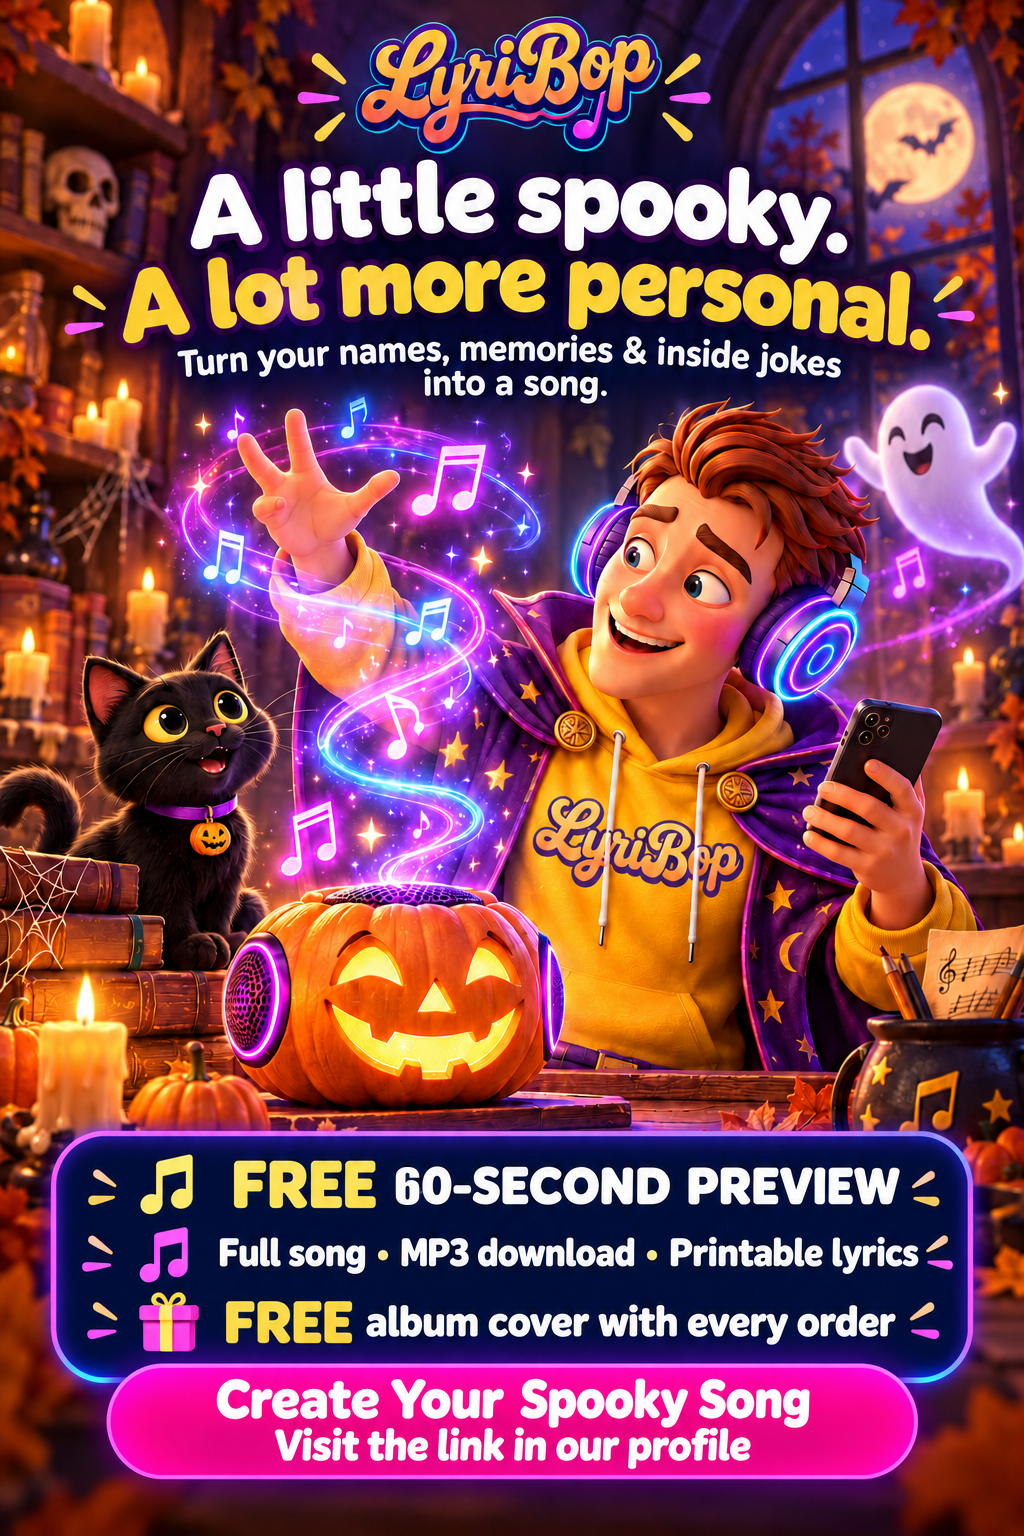 LyriBop
A little spooky.
A lot more personal.
Turn your names, memories & inside jokes
into a song.
LyriBop
FREE 60-SECOND PREVIEW
Full song • MP3 download • Printable lyrics
FREE album cover with every order
Create Your Spooky Song
Visit the link in our profile